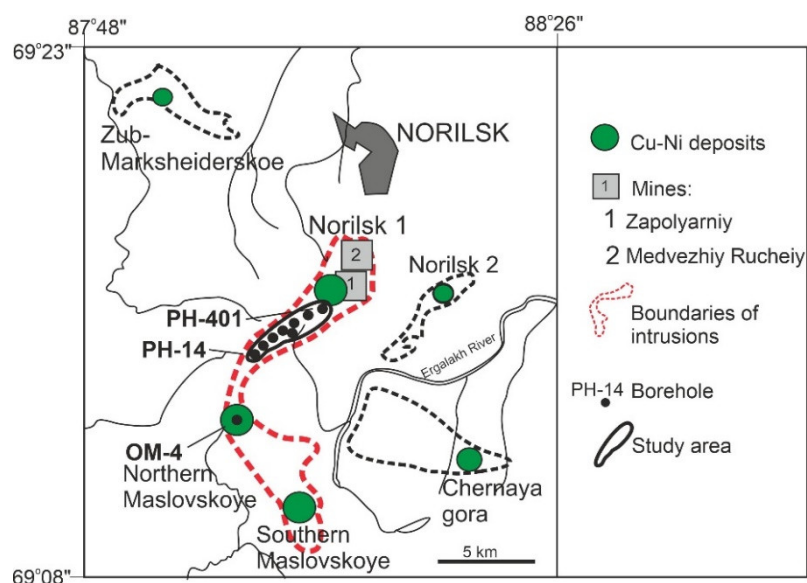 87°48"
88°26"
69°23"
Zub-
Marksheiderskoe
NORILSK
Norilsk 1
2
1
Norilsk 2
PH-401
PH-14
Ergalakh River
OM-4
Northern
Maslovskoye
Chernaya
gora
Southern
Maslovskoye
5 km
69°08"
Cu-Ni deposits
1 Mines:
1 Zapolyarniy
2 Medvezhiy Rucheiy
Boundaries of
intrusions
PH-14 Borehole
Study area